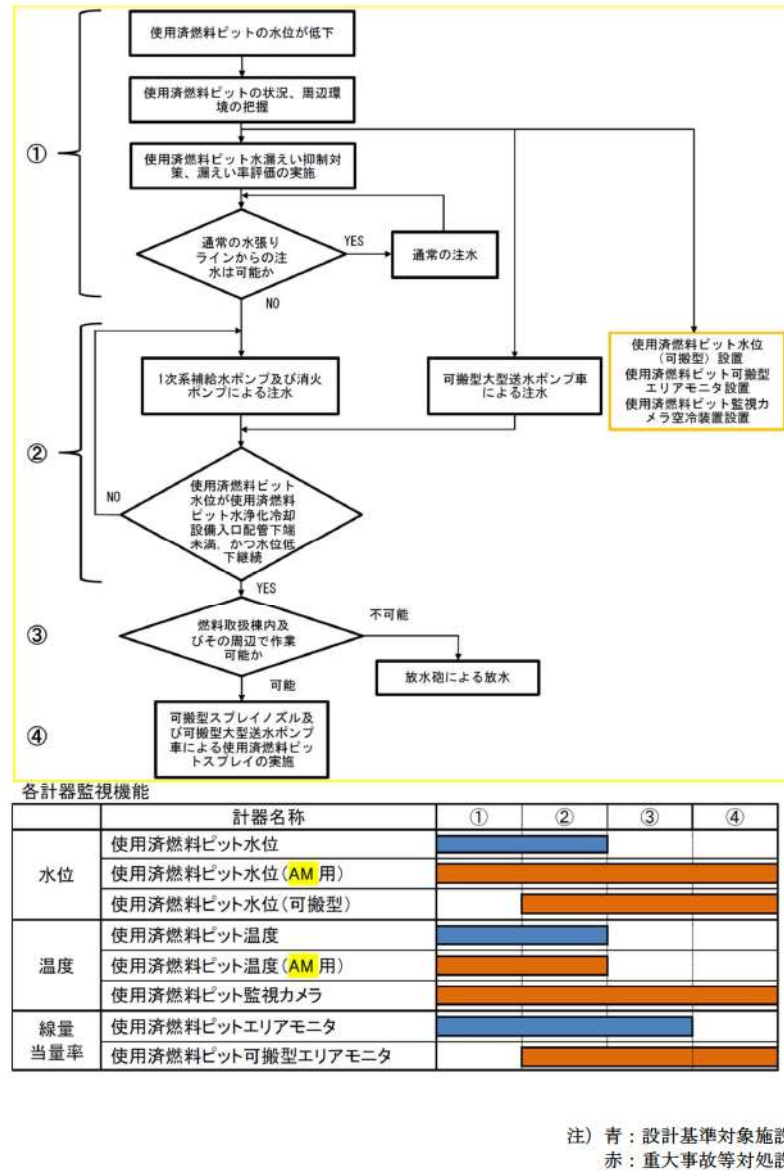 使用済燃料ピットの水位が低下
使用済燃料ピットの状況、周辺環
境の把握
①
使用済燃料ピット水漏えい抑制対
策、漏えい率評価の実施
通常の水張り
ラインからの注
水は可能か
YES
通常の注水
NO
②
1次系補給水ポンプ及び消火
ポンプによる注水
可搬型大型送水ポンプ車
による注水
使用済燃料ピット水位
（可搬型）設置
使用済燃料ピット可搬型
エリアモニタ設置
使用済燃料ピット監視カ
メラ空冷装置設置
NO
使用済燃料ピット
水位が使用済燃料
ピット水浄化冷却
設備入口配管下端
未満、かつ水位低
下継続
YES
③
燃料取扱棟内及
びその周辺で作業
可能か
不可能
放水砲による放水
可能
④
可搬型スプレイノズル及
び可搬型大型送水ポンプ
車による使用済燃料ピッ
トスプレイの実施
各計器監視機能
計器名称 ① ② ③ ④
水位
使用済燃料ピット水位
使用済燃料ピット水位（AM用）
使用済燃料ピット水位（可搬型）
温度
使用済燃料ピット温度
使用済燃料ピット温度（AM用）
使用済燃料ピット監視カメラ
線量
当量率
使用済燃料ピットエリアモニタ
使用済燃料ピット可搬型エリアモニタ
注）青：設計基準対象施設
赤：重大事故等対処設